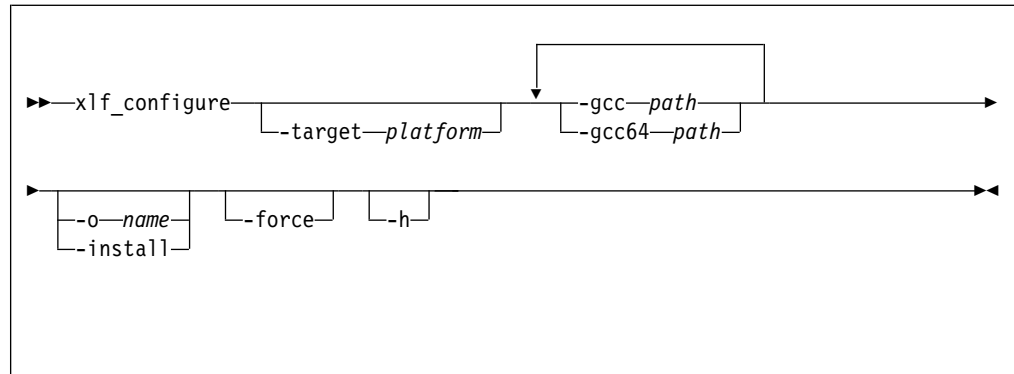 xlf_configure -gcc path
-target platform -gcc64 path
-o name -force -h
-install